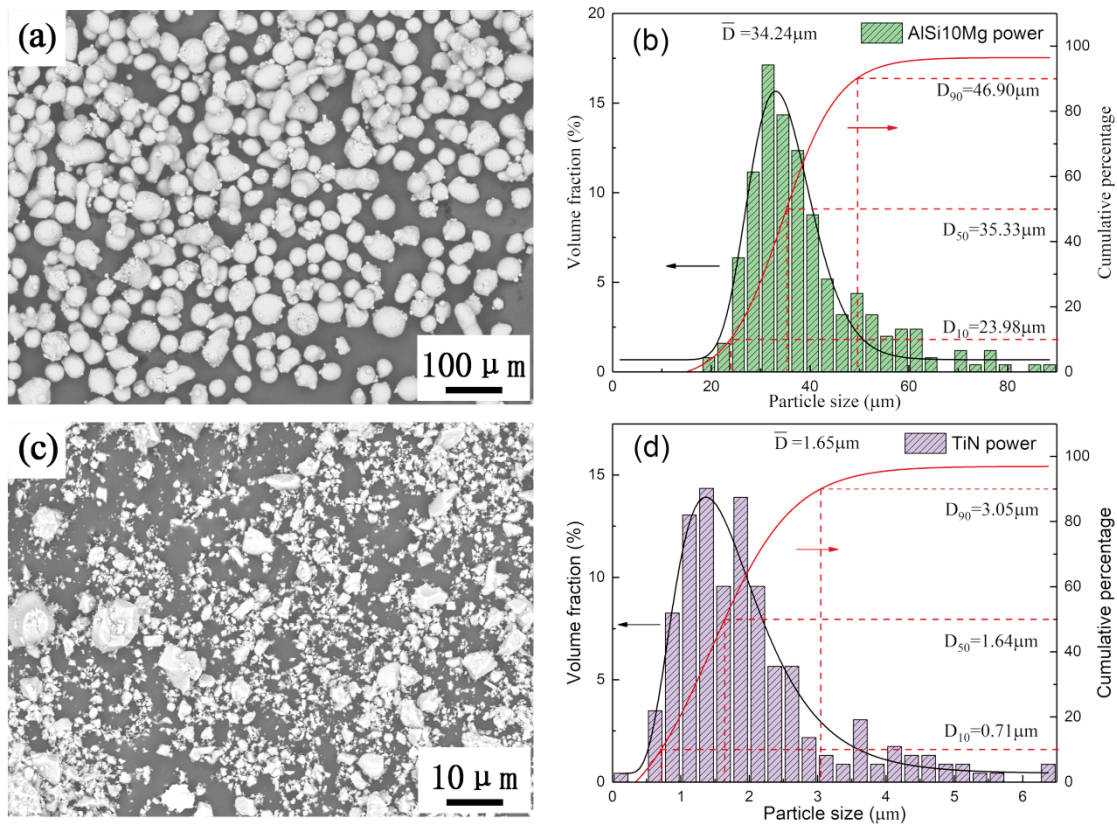 (a)
100 μm
(b)
D̅ =34.24μm
AlSi10Mg power
D₉₀=46.90μm
D₅₀=35.33μm
D₁₀=23.98μm
Volume fraction (%)
Cumulative percentage
20
15
10
5
0
100
80
60
40
20
0
0 20 40 60 80
Particle size (μm)
(c)
10 μm
(d)
D̅ =1.65μm
TiN power
D₉₀=3.05μm
D₅₀=1.64μm
D₁₀=0.71μm
Volume fraction (%)
Cumulative percentage
15
10
5
0
100
80
60
40
20
0
0 1 2 3 4 5 6
Particle size (μm)